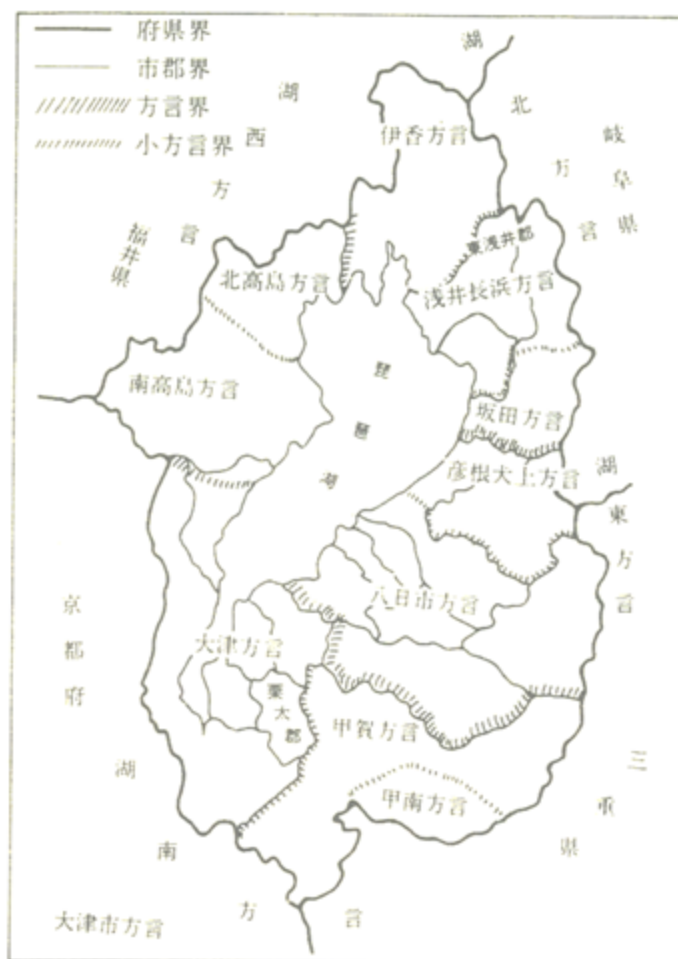 府県界
市郡界
方言界
小方言界
湖西方言
湖北方言
岐阜県
福井県
伊香方言
東浅井郡
浅井長浜方言
北高島方言
南高島方言
琵琶湖
坂田方言
彦根犬上方言
湖東方言
八日市方言
京都府
大津方言
栗太郡
甲賀方言
甲南方言
三重県
湖南方言
大津市方言